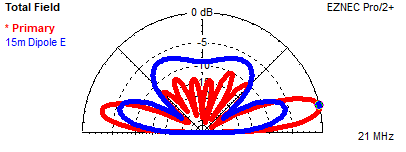 Total Field
EZNEC Pro/2+
* Primary
15m Dipole E
0 dB
-5
-10
21 MHz